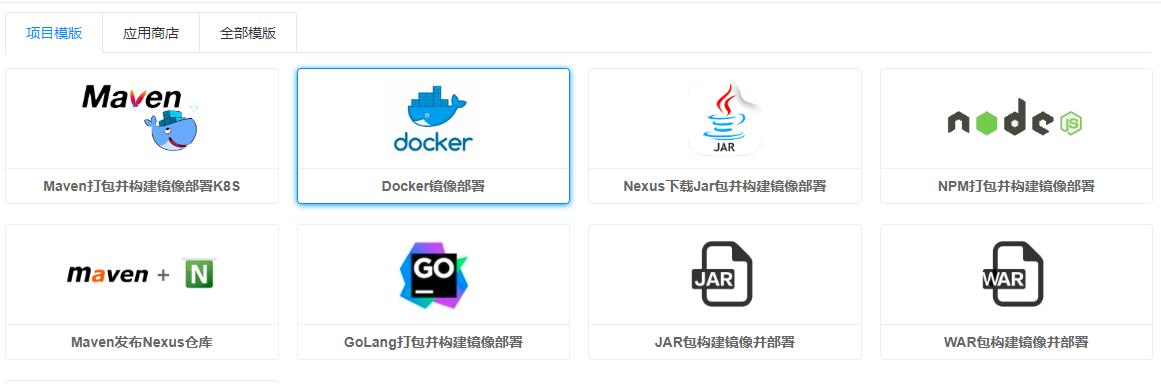 项目模版 应用商店 全部模版
Maven
docker
JAR
node JS
Maven打包并构建镜像部署K8S Docker镜像部署 Nexus下载Jar包并构建镜像部署 NPM打包并构建镜像部署
maven + N
GO
JAR
WAR
Maven发布Nexus仓库 GoLang打包并构建镜像部署 JAR包构建镜像并部署 WAR包构建镜像并部署